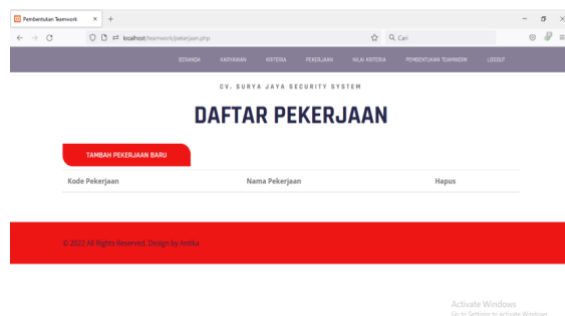 Pembentukan Teamwork
localhost/teamwork/pekerjaan.php
Cari
BERANDA KARYAWAN KRITERIA PEKERJAAN NILAI KRITERIA PEMBENTUKAN TEAMWORK LOGOUT
CV. SURYA JAYA SECURITY SYSTEM
DAFTAR PEKERJAAN
TAMBAH PEKERJAAN BARU
Kode Pekerjaan Nama Pekerjaan Hapus
© 2022 All Rights Reserved. Design by Antika
Activate Windows
Go to Settings to activate Windows.